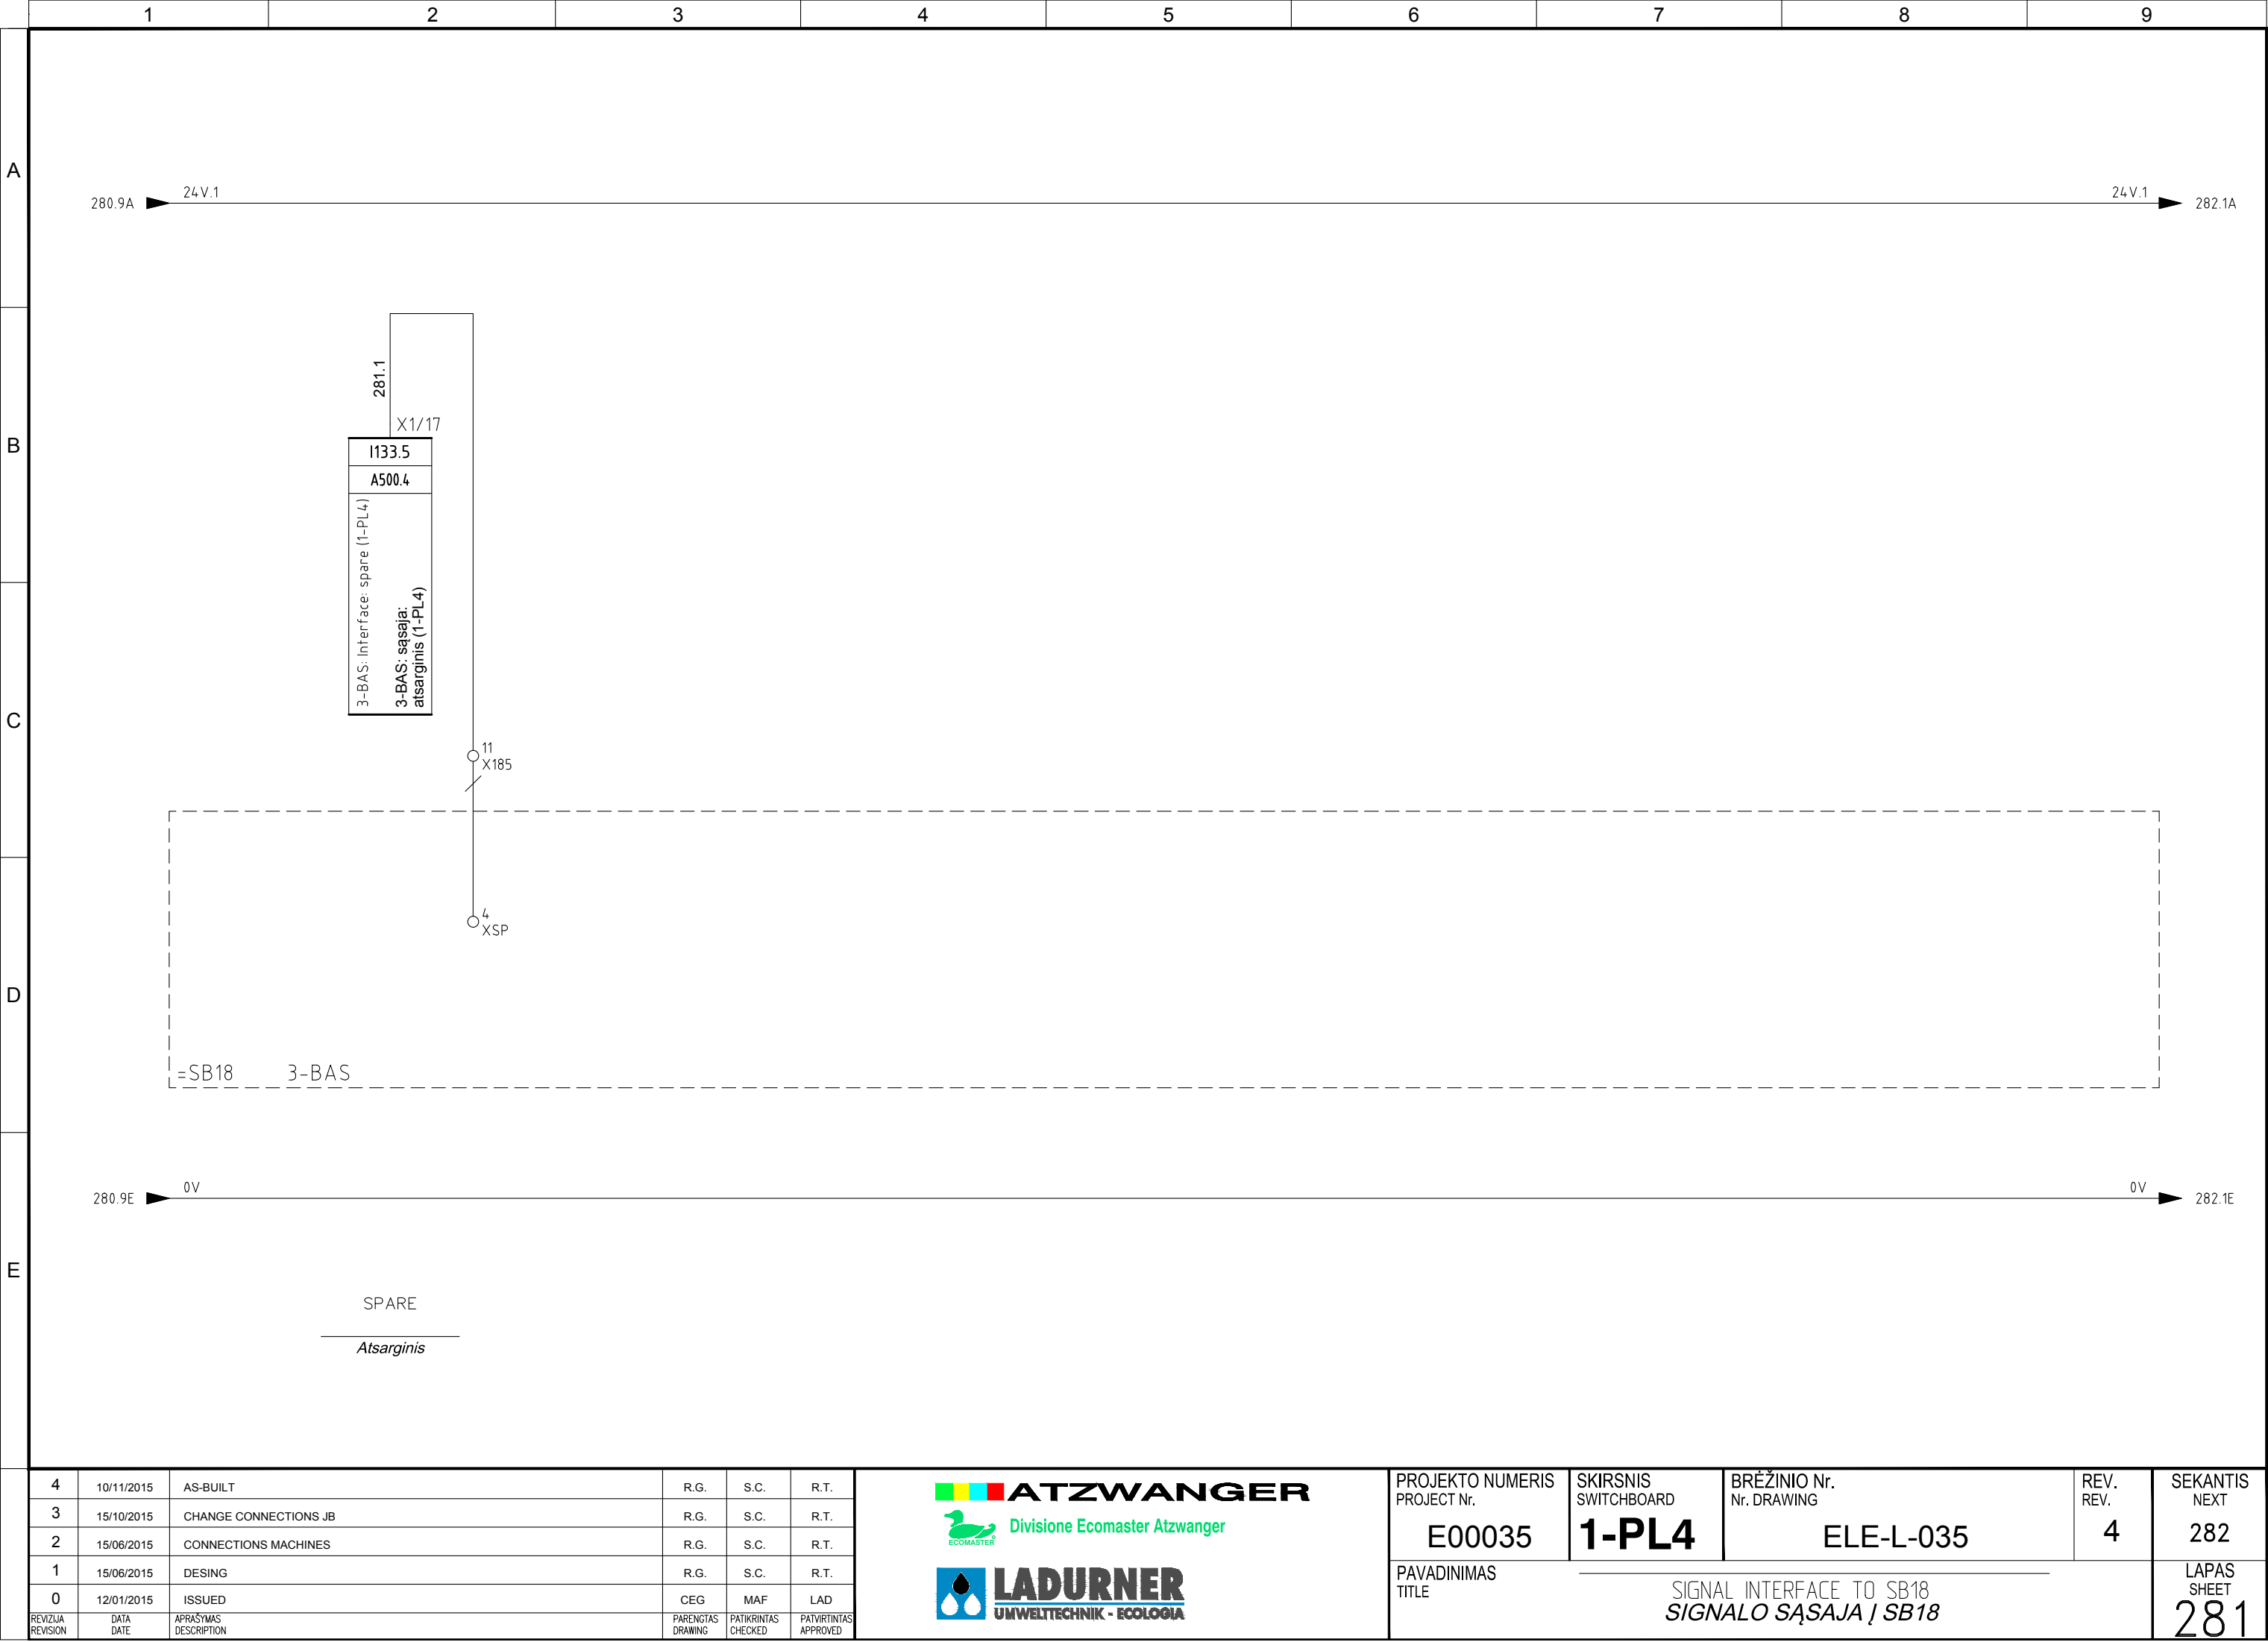 1 2 3 4 5 6 7 8 9
A
280.9A 24V.1 24V.1 282.1A
281.1
X1/17
B
I133.5
A500.4
3-BAS: Interface: spare (1-PL4)
3-BAS: sąsaja:
atsarginis (1-PL4)
C
11
X185
4
XSP
D
=SB18 3-BAS
280.9E 0V 0V 282.1E
E
SPARE
Atsarginis
4 10/11/2015 AS-BUILT R.G. S.C. R.T.
3 15/10/2015 CHANGE CONNECTIONS JB R.G. S.C. R.T.
2 15/06/2015 CONNECTIONS MACHINES R.G. S.C. R.T.
1 15/06/2015 DESING R.G. S.C. R.T.
0 12/01/2015 ISSUED CEG MAF LAD
REVIZIJA DATA APRAŠYMAS PARENGTAS PATIKRINTAS PATVIRTINTAS
REVISION DATE DESCRIPTION DRAWING CHECKED APPROVED
ATZWANGER
Divisione Ecomaster Atzwanger
ECOMASTER
LADURNER
UMWELTTECHNIK - ECOLOGIA
PROJEKTO NUMERIS
PROJECT Nr.
E00035
SKIRSNIS
SWITCHBOARD
1-PL4
BRĖŽINIO Nr.
Nr. DRAWING
ELE-L-035
REV.
REV.
4
SEKANTIS
NEXT
282
PAVADINIMAS
TITLE
SIGNAL INTERFACE TO SB18
SIGNALO SĄSAJA Į SB18
LAPAS
SHEET
281